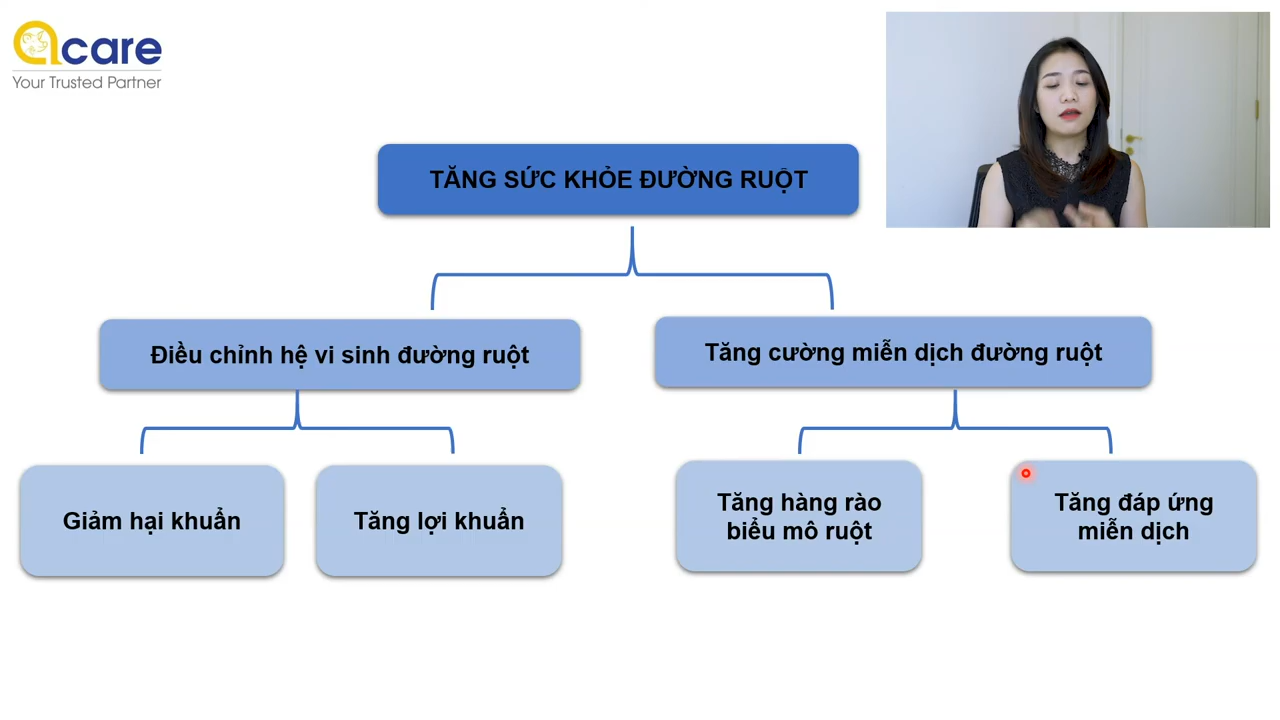 acare
Your Trusted Partner
TĂNG SỨC KHỎE ĐƯỜNG RUỘT
Điều chỉnh hệ vi sinh đường ruột
Tăng cường miễn dịch đường ruột
Giảm hại khuẩn
Tăng lợi khuẩn
Tăng hàng rào
biểu mô ruột
Tăng đáp ứng
miễn dịch